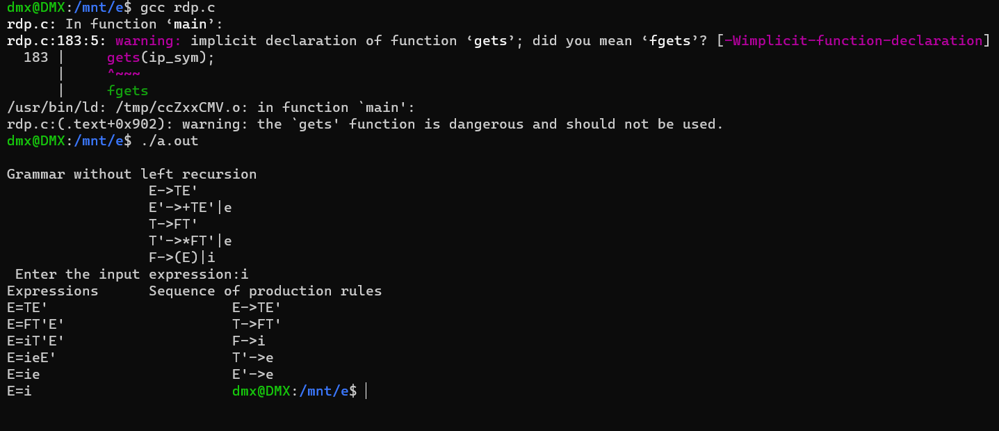 dmx@DMX:/mnt/e$ gcc rdp.c
rdp.c: In function ‘main’:
rdp.c:183:5: warning: implicit declaration of function ‘gets’; did you mean ‘fgets’? [-Wimplicit-function-declaration]
  183 |     gets(ip_sym);
      |     ^~~~
      |     fgets
/usr/bin/ld: /tmp/ccZxxCMV.o: in function `main':
rdp.c:(.text+0x902): warning: the `gets' function is dangerous and should not be used.
dmx@DMX:/mnt/e$ ./a.out
Grammar without left recursion
                 E->TE'
                 E'->+TE'|e
                 T->FT'
                 T'->*FT'|e
                 F->(E)|i
 Enter the input expression:i
Expressions      Sequence of production rules
E=TE'                      E->TE'
E=FT'E'                    T->FT'
E=iT'E'                    F->i
E=ieE'                     T'->e
E=ie                       E'->e
E=i                        dmx@DMX:/mnt/e$